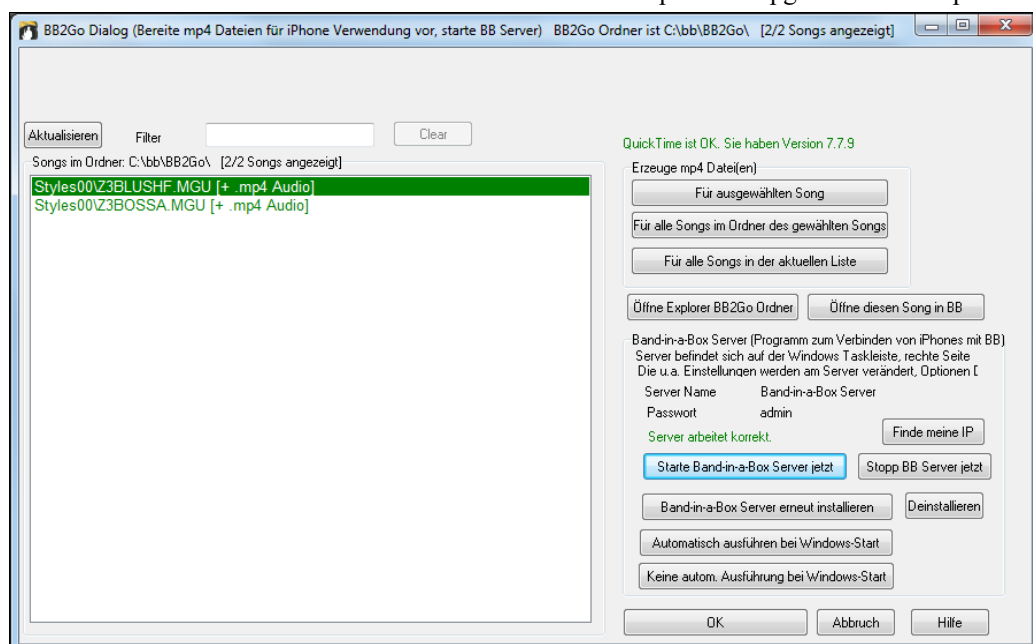 BB2Go Dialog (Bereite mp4 Dateien für iPhone Verwendung vor, starte BB Server) BB2Go Ordner ist C:\bb\BB2Go\ [2/2 Songs angezeigt]
Aktualisieren
Filter
Clear
QuickTime ist OK. Sie haben Version 7.7.9
Songs im Ordner: C:\bb\BB2Go\ [2/2 Songs angezeigt]
Styles00\Z3BLUSHF.MGU [+ .mp4 Audio]
Styles00\Z3BOSSA.MGU [+ .mp4 Audio]
Erzeuge mp4 Datei(en)
Für ausgewählten Song
Für alle Songs im Ordner des gewählten Songs
Für alle Songs in der aktuellen Liste
Öffne Explorer BB2Go Ordner
Öffne diesen Song in BB
Band-in-a-Box Server (Programm zum Verbinden von iPhones mit BB)
Server befindet sich auf der Windows Taskleiste, rechte Seite
Die u.a. Einstellungen werden am Server verändert, Optionen [
Server Name Band-in-a-Box Server
Passwort admin
Server arbeitet korrekt.
Finde meine IP
Starte Band-in-a-Box Server jetzt
Stopp BB Server jetzt
Band-in-a-Box Server erneut installieren
Deinstallieren
Automatisch ausführen bei Windows-Start
Keine autom. Ausführung bei Windows-Start
OK
Abbruch
Hilfe